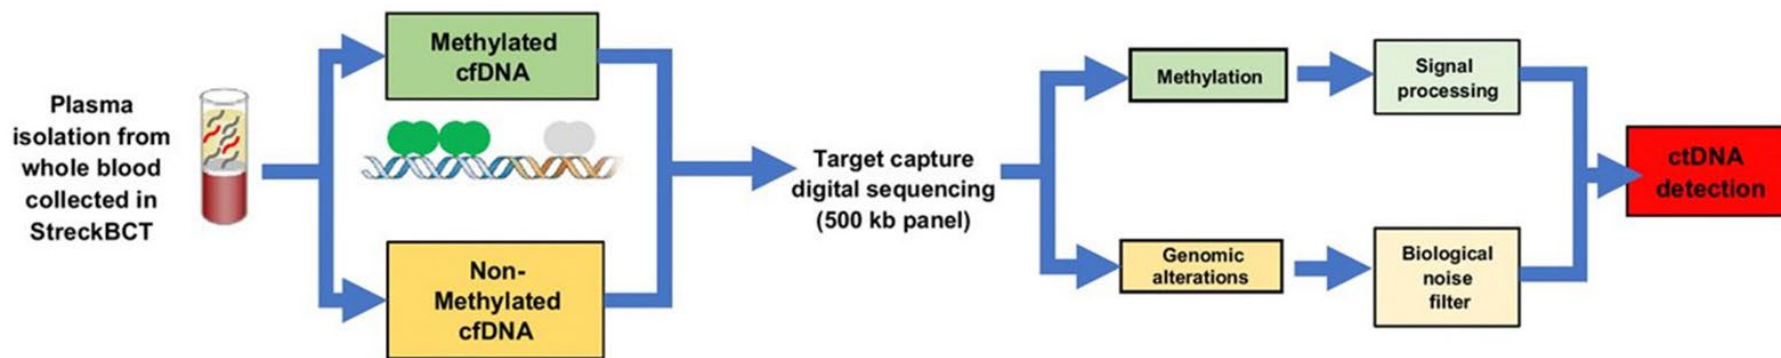 Plasma
isolation from
whole blood
collected in
StreckBCT
Methylated
cfDNA
Non-
Methylated
cfDNA
Target capture
digital sequencing
(500 kb panel)
Methylation
Signal
processing
Genomic
alterations
Biological
noise
filter
ctDNA
detection